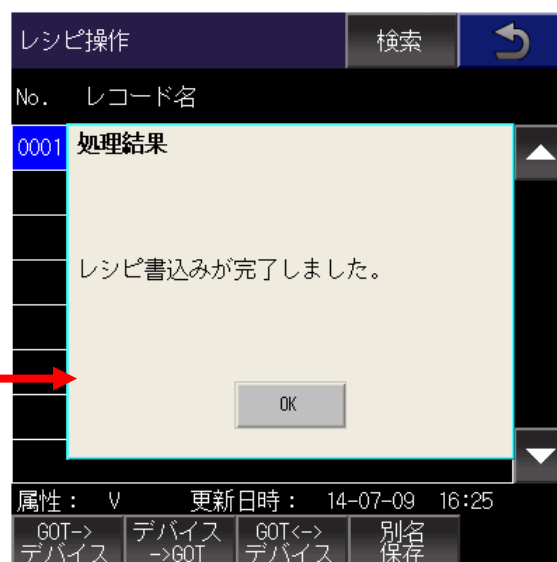 レシピ操作 検索
No. レコード名
0001
処理結果
レシピ書込みが完了しました。
OK
属性： V 更新日時： 14-07-09 16:25
GOT-> デバイス GOT<-> 別名
デバイス ->GOT デバイス 保存